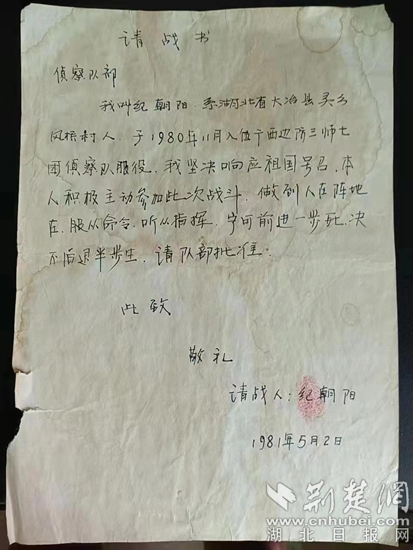 请战书
侦察队部
我叫纪朝阳,系湖北省大冶县灵乡
凤梧村人,于1980年11月入伍广西边防三师七
团侦察队服役,我坚决响应祖国号召,本
人积极主动参加此次战斗,做到人在阵地
在,服从命令,听从指挥,宁可前进一步死,决
不后退半步生,请队部批准。
此致
敬礼
请战人:纪朝阳
1981年5月2日
荆楚网
www.cnhubei.com
湖北日报网